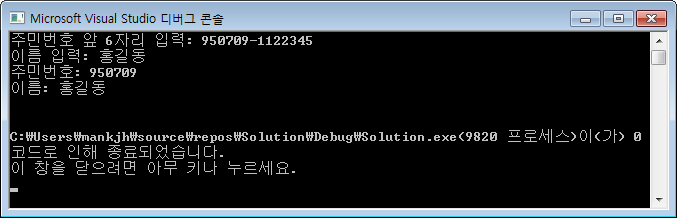 Microsoft Visual Studio 디버그 콘솔
주민번호 앞 6자리 입력: 950709-1122345
이름 입력: 홍길동
주민번호: 950709
이름: 홍길동
C:₩Users₩mankjh₩source₩repos₩Solution₩Debug₩Solution.exe(9820 프로세스)이(가) 0
코드로 인해 종료되었습니다.
이 창을 닫으려면 아무 키나 누르세요.